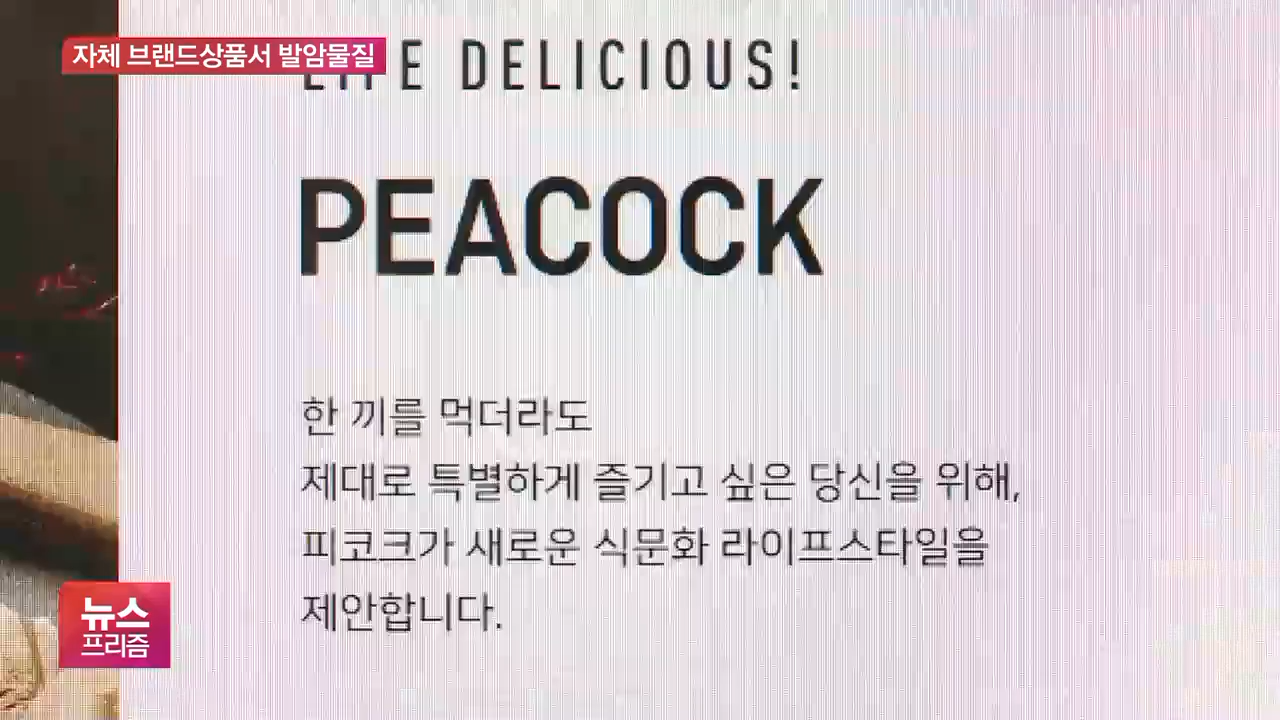 자체 브랜드상품서 발암물질
LIFE DELICIOUS!
PEACOCK
한 끼를 먹더라도
제대로 특별하게 즐기고 싶은 당신을 위해,
피코크가 새로운 식문화 라이프스타일을
제안합니다.
뉴스
프리즘